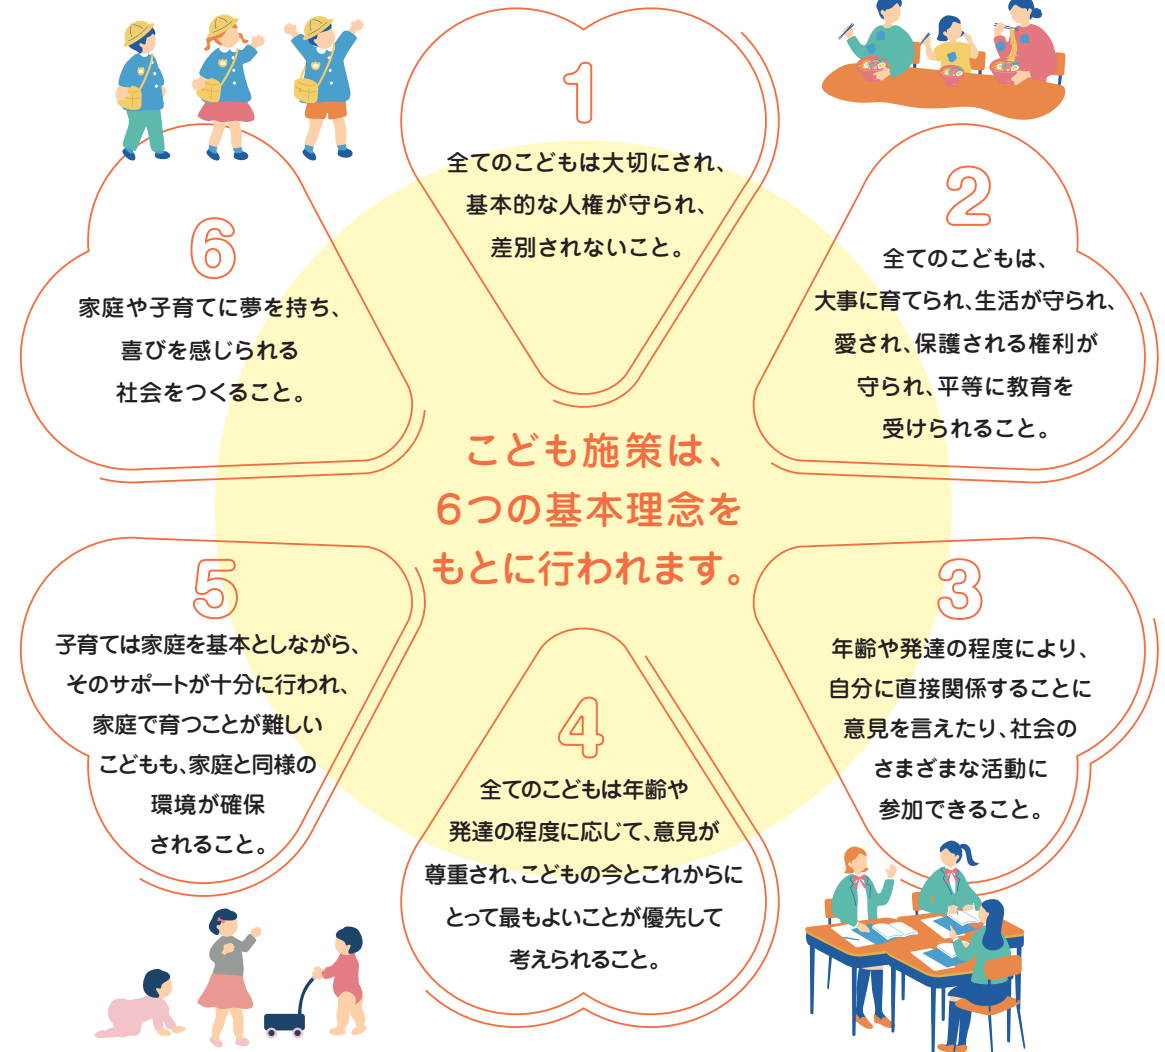 こども施策は、
6つの基本理念を
もとに行われます。
1
全てのこどもは大切にされ、
基本的な人権が守られ、
差別されないこと。
2
全てのこどもは、
大事に育てられ、生活が守られ、
愛され、保護される権利が
守られ、平等に教育を
受けられること。
3
年齢や発達の程度により、
自分に直接関係することに
意見を言えたり、社会の
さまざまな活動に
参加できること。
4
全てのこどもは年齢や
発達の程度に応じて、意見が
尊重され、こどもの今とこれからに
とって最もよいことが優先して
考えられること。
5
子育ては家庭を基本としながら、
そのサポートが十分に行われ、
家庭で育つことが難しい
こどもも、家庭と同様の
環境が確保
されること。
6
家庭や子育てに夢を持ち、
喜びを感じられる
社会をつくること。